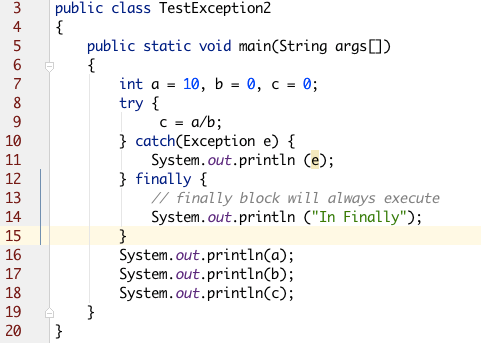 3 public class TestException2
4 {
5     public static void main(String args[])
6     {
7         int a = 10, b = 0, c = 0;
8         try {
9              c = a/b;
10         } catch(Exception e) {
11             System.out.println (e);
12         } finally {
13             // finally block will always execute
14             System.out.println ("In Finally");
15         }
16         System.out.println(a);
17         System.out.println(b);
18         System.out.println(c);
19     }
20 }